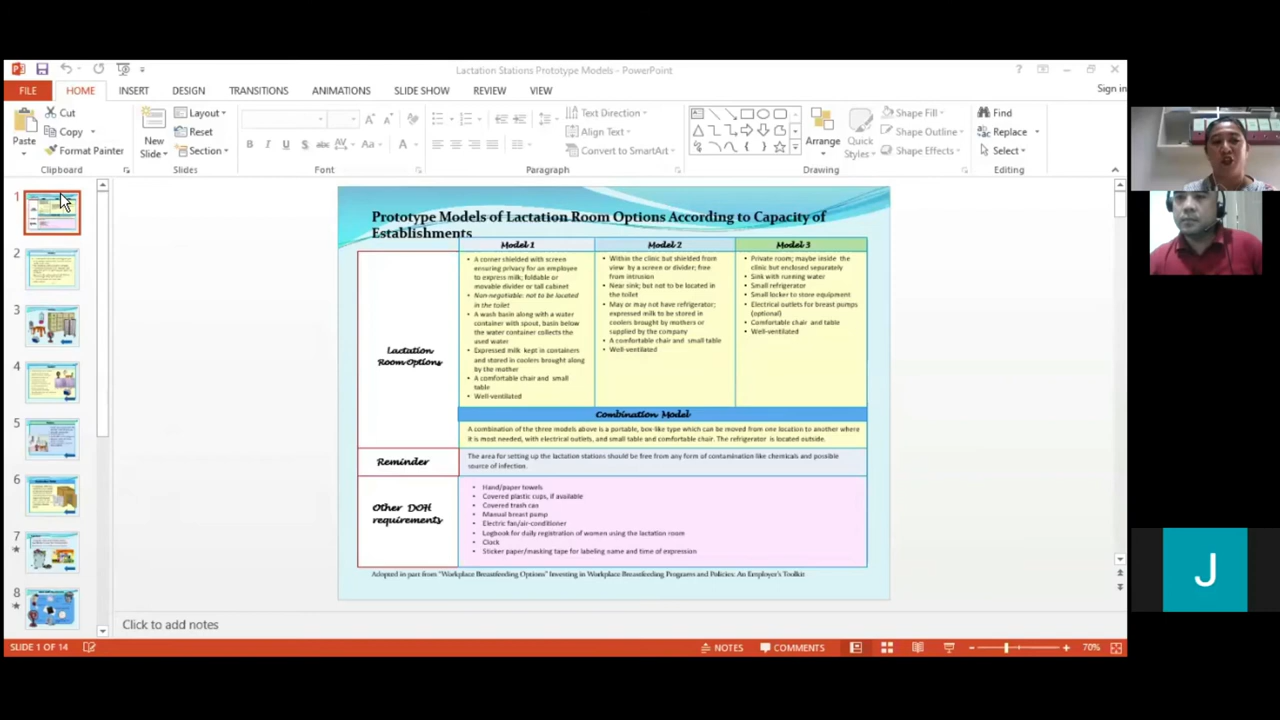 Lactation Stations Prototype Models - PowerPoint
?
Sign in
FILE HOME INSERT DESIGN TRANSITIONS ANIMATIONS SLIDE SHOW REVIEW VIEW
Paste
Cut
Copy
Format Painter
Clipboard
New
Slide
Layout
Reset
Section
Slides
B I U S abc AV Aa A
Font
Text Direction
Align Text
Convert to SmartArt
Paragraph
Arrange
Quick
Styles
Shape Fill
Shape Outline
Shape Effects
Drawing
Find
Replace
Select
Editing
1
2
3
4
5
6
7
8
Prototype Models of Lactation Room Options According to Capacity of
Establishments
Model 1
Model 2
Model 3
Lactation
Room Options
• A corner shielded with screen
ensuring privacy for an employee
to express milk; foldable or
movable divider or tall cabinet
• Non-negotiable: not to be located
in the toilet
• A wash basin along with a water
container with spout, basin below
the water container collects the
used water
• Expressed milk kept in containers
and stored in coolers brought along
by the mother
• A comfortable chair and small
table
• Well-ventilated
• Within the clinic but shielded from
view by a screen or divider; free
from intrusion
• Near sink; but not to be located in
the toilet
• May or may not have refrigerator;
expressed milk to be stored in
coolers brought by mothers or
supplied by the company
• A comfortable chair and small table
• Well-ventilated
• Private room; maybe inside the
clinic but enclosed separately
• Sink with running water
• Small refrigerator
• Small locker to store equipment
• Electrical outlets for breast pumps
(optional)
• Comfortable chair and table
• Well-ventilated
Combination Model
A combination of the three models above is a portable, box-like type which can be moved from one location to another where
it is most needed, with electrical outlets, and small table and comfortable chair. The refrigerator is located outside.
Reminder
The area for setting up the lactation stations should be free from any form of contamination like chemicals and possible
source of infection.
Other DOH
requirements
• Hand/paper towels
• Covered plastic cups, if available
• Covered trash can
• Manual breast pump
• Electric fan/air-conditioner
• Logbook for daily registration of women using the lactation room
• Clock
• Sticker paper/masking tape for labeling name and time of expression
Adopted in part from "Workplace Breastfeeding Options" Investing in Workplace Breastfeeding Programs and Policies: An Employer's Toolkit
Click to add notes
SLIDE 1 OF 14
NOTES
COMMENTS
70%
J